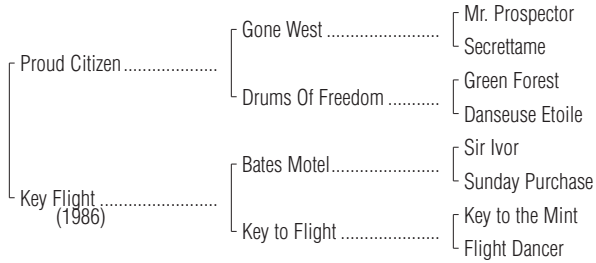 Mr. Prospector
Gone West ........................
Secrettame
Proud Citizen ....................
Green Forest
Drums Of Freedom ...........
Danseuse Etoile
Sir Ivor
Bates Motel.......................
Sunday Purchase
Key Flight .........................
(1986)
Key to the Mint
Key to Flight .....................
Flight Dancer